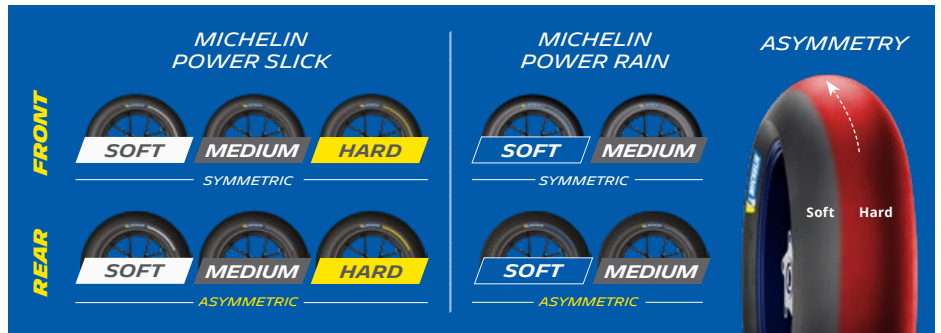 MICHELIN
POWER SLICK
MICHELIN
POWER RAIN
ASYMMETRY
FRONT
SOFT
MEDIUM
HARD
SOFT
MEDIUM
SYMMETRIC
SYMMETRIC
Soft
Hard
REAR
SOFT
MEDIUM
HARD
SOFT
MEDIUM
ASYMMETRIC
ASYMMETRIC